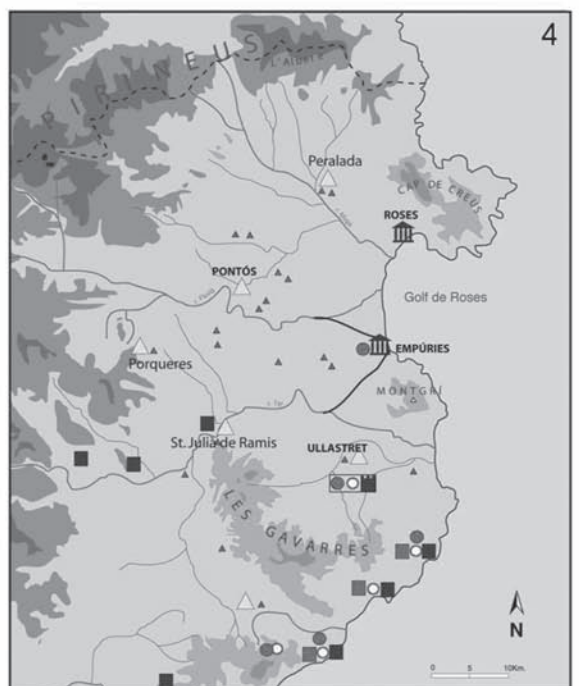 4
PIRINEUS
L'ALBERA
Peralada
CAP DE CREUS
ROSES
PONTÓS
Golf de Roses
EMPÚRIES
Porqueres
MONTGRÍ
r. Ter
St. Julià de Ramis
ULLASTRET
LES GAVARRES
N
0 5 10Km.